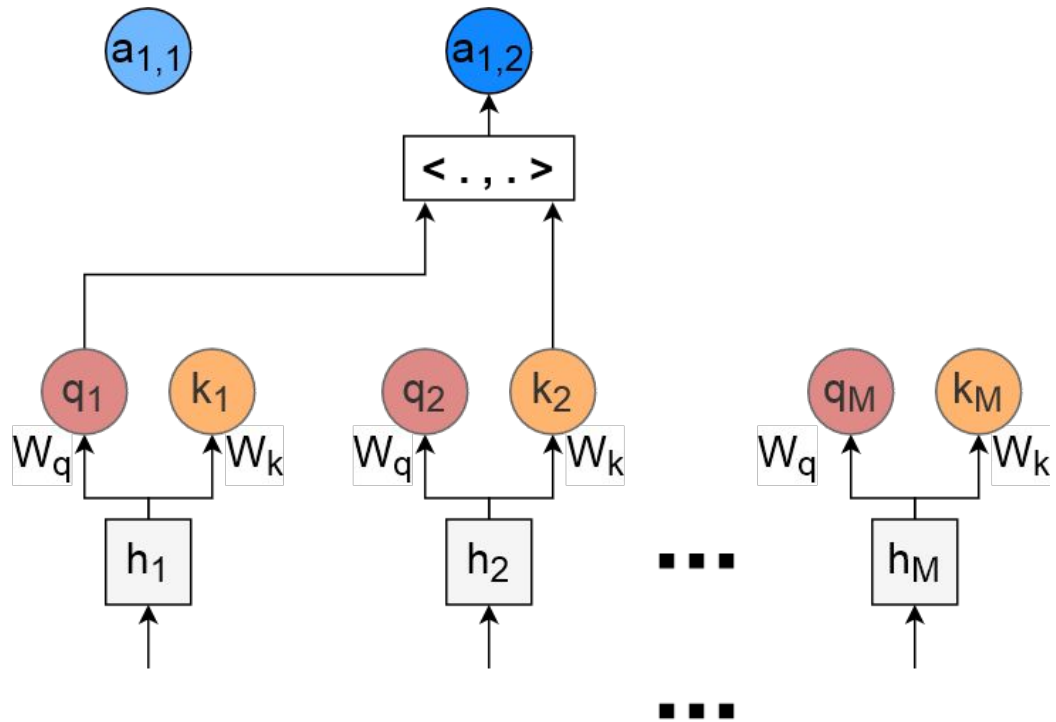 a1,1 a1,2
< . , . >
q1 k1 q2 k2 qM kM
Wq Wk Wq Wk Wq Wk
h1 h2 ... hM
...